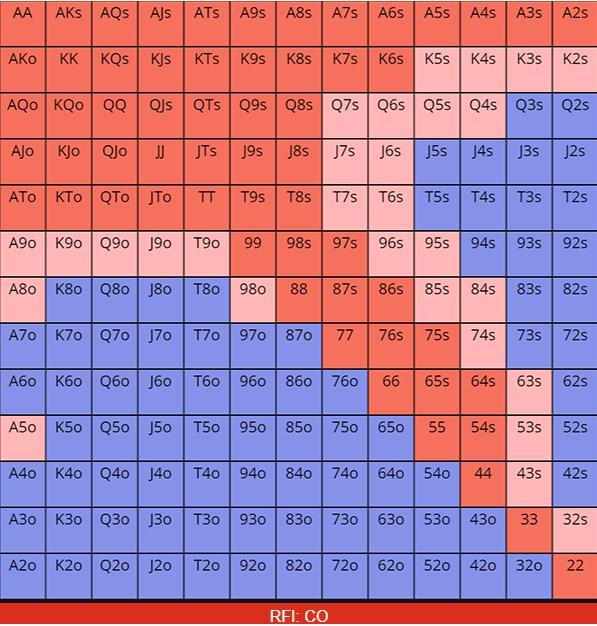 AA AKs AQs AJs ATs A9s A8s A7s A6s A5s A4s A3s A2s
AKo KK KQs KJs KTs K9s K8s K7s K6s K5s K4s K3s K2s
AQo KQo QQ QJs QTs Q9s Q8s Q7s Q6s Q5s Q4s Q3s Q2s
AJo KJo QJo JJ JTs J9s J8s J7s J6s J5s J4s J3s J2s
ATo KTo QTo JTo TT T9s T8s T7s T6s T5s T4s T3s T2s
A9o K9o Q9o J9o T9o 99 98s 97s 96s 95s 94s 93s 92s
A8o K8o Q8o J8o T8o 98o 88 87s 86s 85s 84s 83s 82s
A7o K7o Q7o J7o T7o 97o 87o 77 76s 75s 74s 73s 72s
A6o K6o Q6o J6o T6o 96o 86o 76o 66 65s 64s 63s 62s
A5o K5o Q5o J5o T5o 95o 85o 75o 65o 55 54s 53s 52s
A4o K4o Q4o J4o T4o 94o 84o 74o 64o 54o 44 43s 42s
A3o K3o Q3o J3o T3o 93o 83o 73o 63o 53o 43o 33 32s
A2o K2o Q2o J2o T2o 92o 82o 72o 62o 52o 42o 32o 22
RFI: CO